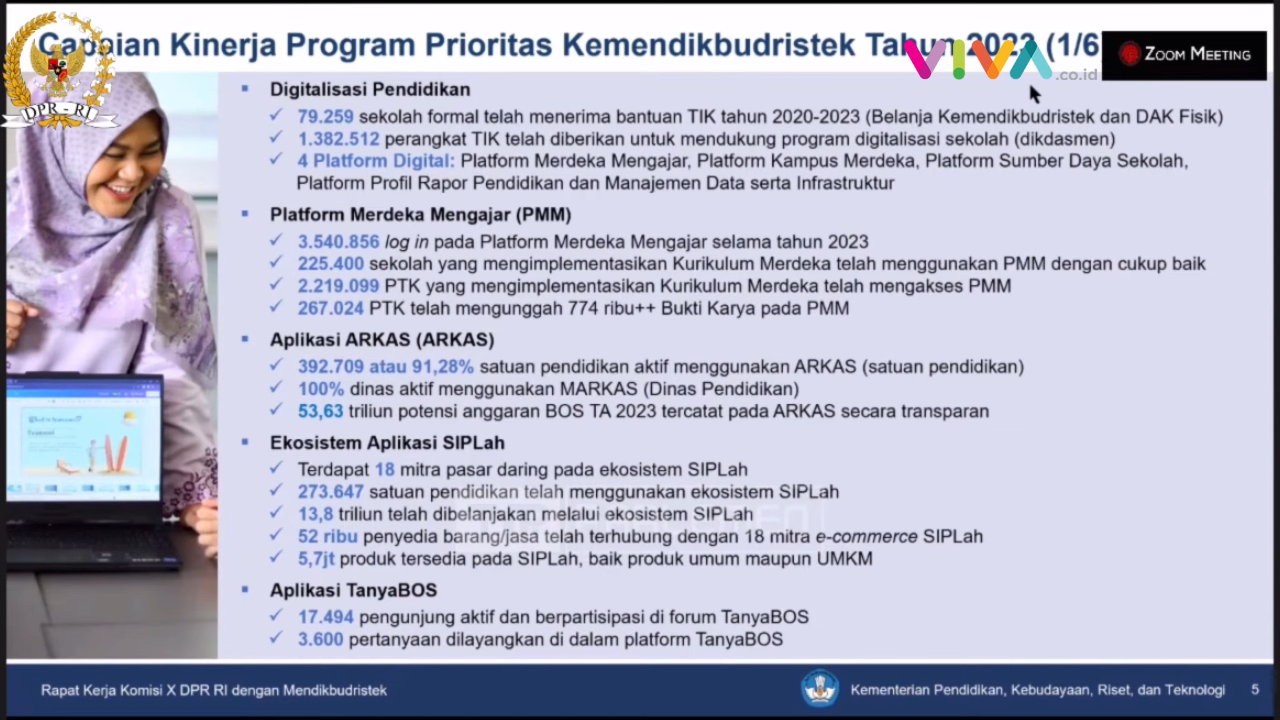 Capaian Kinerja Program Prioritas Kemendikbudristek Tahun 2023 (1/6
DPR - RI
VIVA.co.id
ZOOM MEETING
Digitalisasi Pendidikan
79.259 sekolah formal telah menerima bantuan TIK tahun 2020-2023 (Belanja Kemendikbudristek dan DAK Fisik)
1.382.512 perangkat TIK telah diberikan untuk mendukung program digitalisasi sekolah (dikdasmen)
4 Platform Digital: Platform Merdeka Mengajar, Platform Kampus Merdeka, Platform Sumber Daya Sekolah,
Platform Profil Rapor Pendidikan dan Manajemen Data serta Infrastruktur
Platform Merdeka Mengajar (PMM)
3.540.856 log in pada Platform Merdeka Mengajar selama tahun 2023
225.400 sekolah yang mengimplementasikan Kurikulum Merdeka telah menggunakan PMM dengan cukup baik
2.219.099 PTK yang mengimplementasikan Kurikulum Merdeka telah mengakses PMM
267.024 PTK telah mengunggah 774 ribu++ Bukti Karya pada PMM
Aplikasi ARKAS (ARKAS)
392.709 atau 91,28% satuan pendidikan aktif menggunakan ARKAS (satuan pendidikan)
100% dinas aktif menggunakan MARKAS (Dinas Pendidikan)
53,63 triliun potensi anggaran BOS TA 2023 tercatat pada ARKAS secara transparan
Ekosistem Aplikasi SIPLah
Terdapat 18 mitra pasar daring pada ekosistem SIPLah
273.647 satuan pendidikan telah menggunakan ekosistem SIPLah
13,8 triliun telah dibelanjakan melalui ekosistem SIPLah
52 ribu penyedia barang/jasa telah terhubung dengan 18 mitra e-commerce SIPLah
5,7jt produk tersedia pada SIPLah, baik produk umum maupun UMKM
Aplikasi TanyaBOS
17.494 pengunjung aktif dan berpartisipasi di forum TanyaBOS
3.600 pertanyaan dilayangkan di dalam platform TanyaBOS
Rapat Kerja Komisi X DPR RI dengan Mendikbudristek
Kementerian Pendidikan, Kebudayaan, Riset, dan Teknologi 5